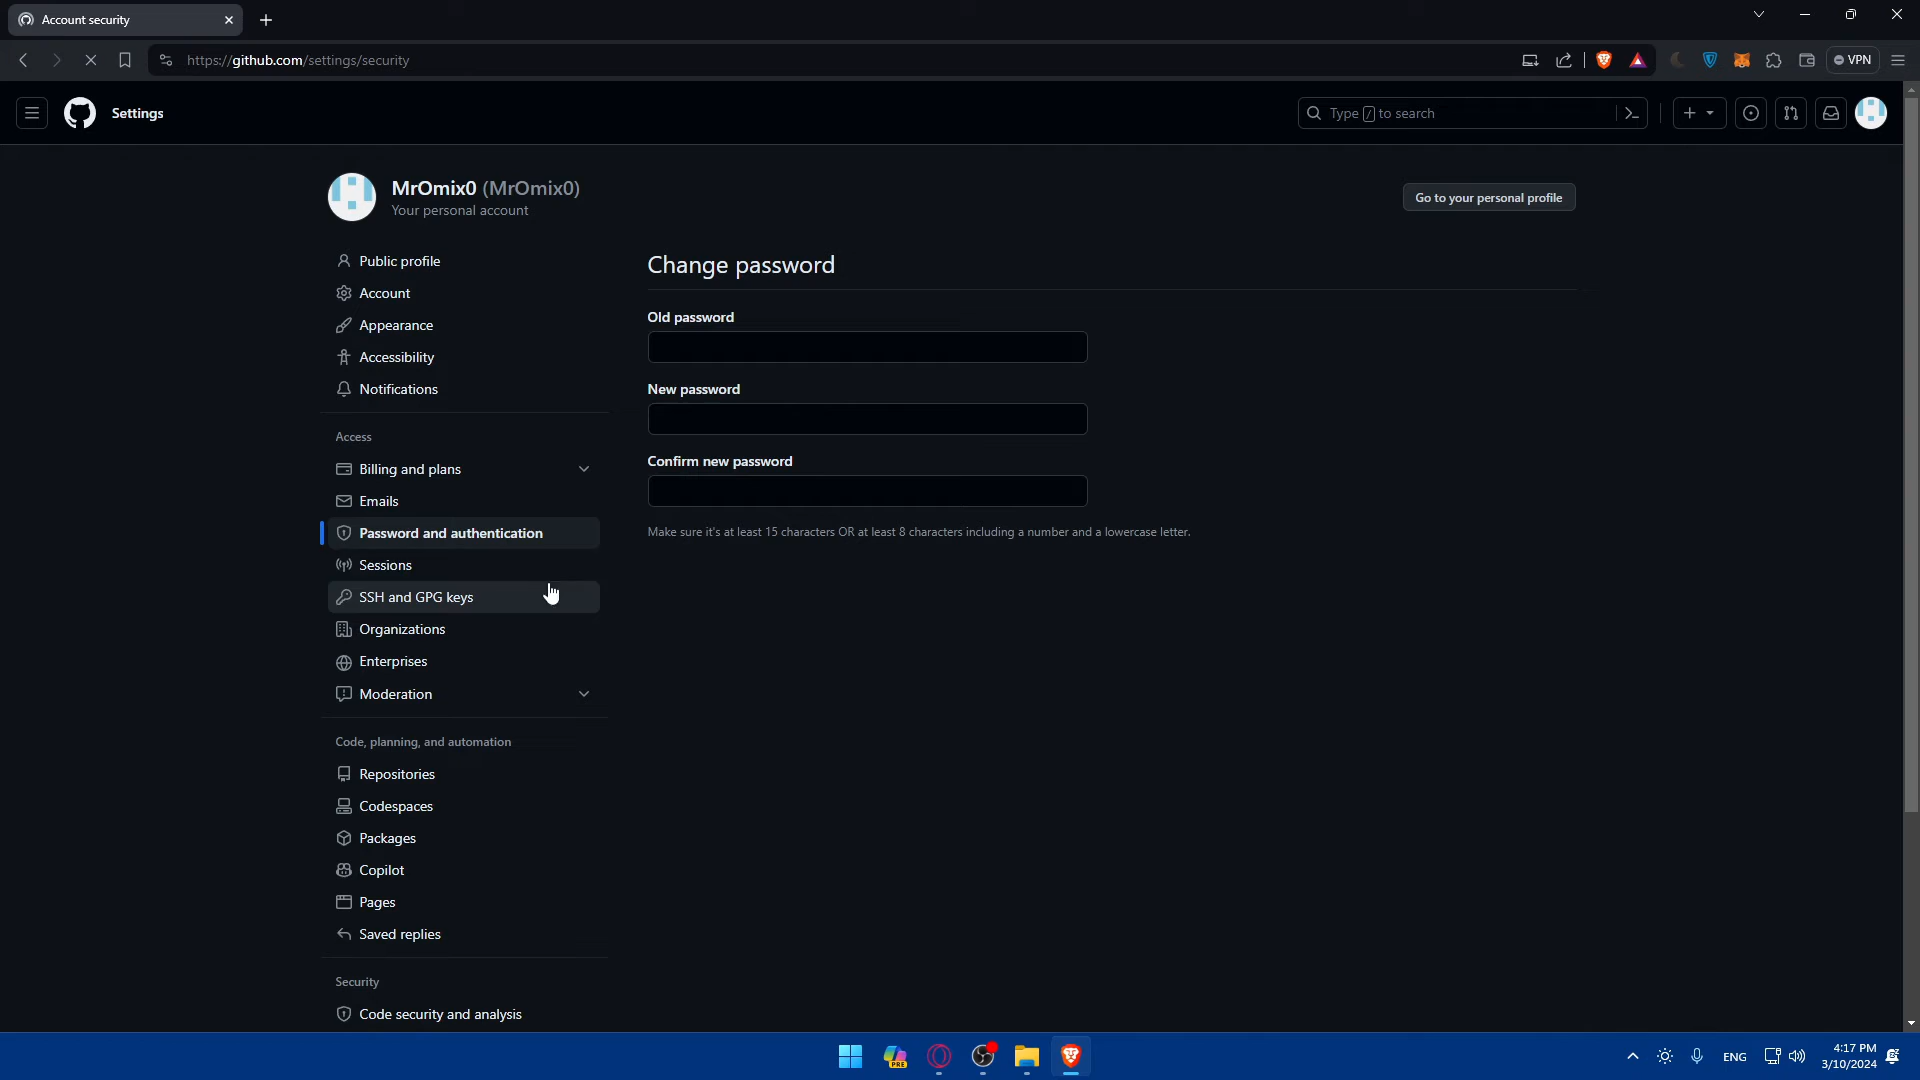 Account security
https://github.com/settings/security
VPN
Settings
Type / to search
MrOmix0 (MrOmix0)
Your personal account
Go to your personal profile
Public profile
Account
Appearance
Accessibility
Notifications
Access
Billing and plans
Emails
Password and authentication
Sessions
SSH and GPG keys
Organizations
Enterprises
Moderation
Code, planning, and automation
Repositories
Codespaces
Packages
Copilot
Pages
Saved replies
Security
Code security and analysis
Change password
Old password
New password
Confirm new password
Make sure it's at least 15 characters OR at least 8 characters including a number and a lowercase letter.
PRE
ENG
4:17 PM
3/10/2024